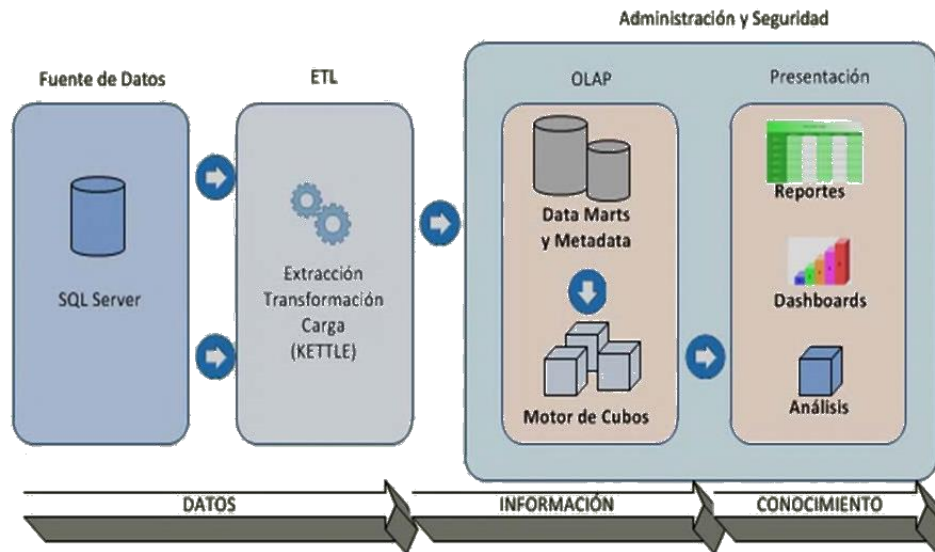 Administración y Seguridad
Fuente de Datos
ETL
OLAP
Presentación
SQL Server
Extracción
Transformación
Carga
(KETTLE)
Data Marts
y Metadata
Motor de Cubos
Reportes
Dashboards
Análisis
DATOS
INFORMACIÓN
CONOCIMIENTO